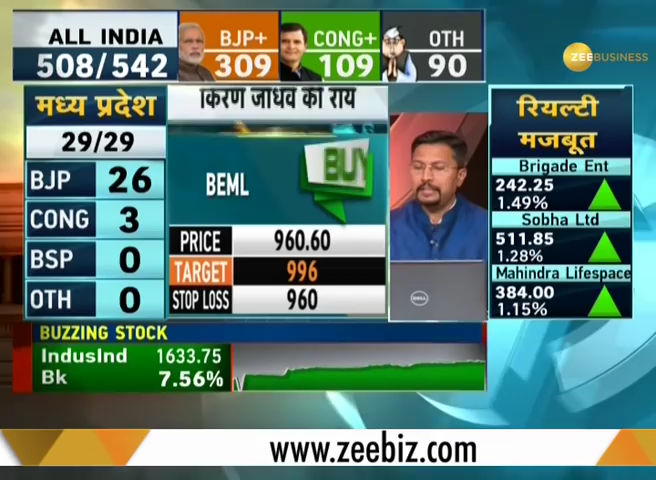 ALL INDIA
508/542
BJP+
309
CONG+
109
OTH
90
ZEEBUSINESS
मध्य प्रदेश
29/29
BJP 26
CONG 3
BSP 0
OTH 0
किरण जाधव की राय
BEML
BUY
PRICE 960.60
TARGET 996
STOP LOSS 960
DELL
रियल्टी
मजबूत
Brigade Ent
242.25
1.49%
Sobha Ltd
511.85
1.28%
Mahindra Lifespace
384.00
1.15%
BUZZING STOCK
IndusInd 1633.75
Bk 7.56%
www.zeebiz.com